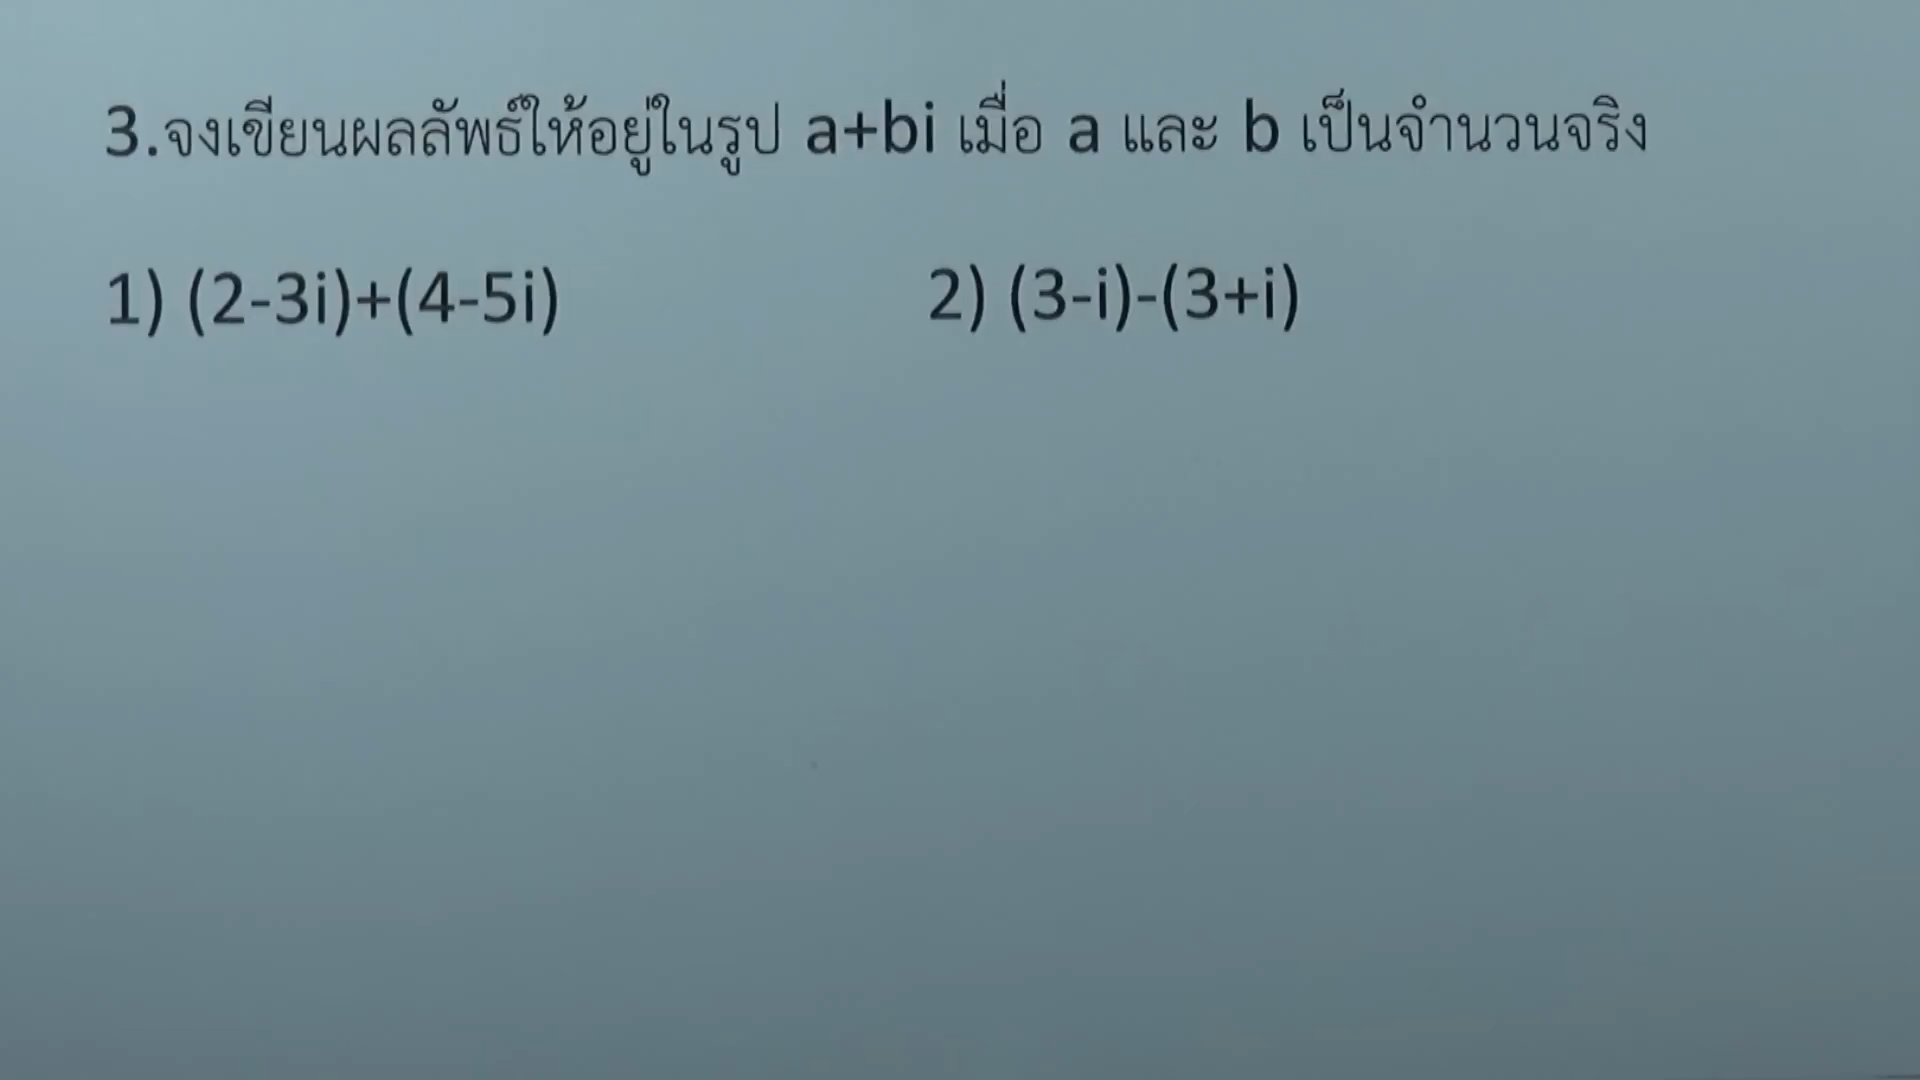 3.จงเขียนผลลัพธ์ให้อยู่ในรูป a+bi เมื่อ a และ b เป็นจำนวนจริง
1) (2-3i)+(4-5i) 2) (3-i)-(3+i)